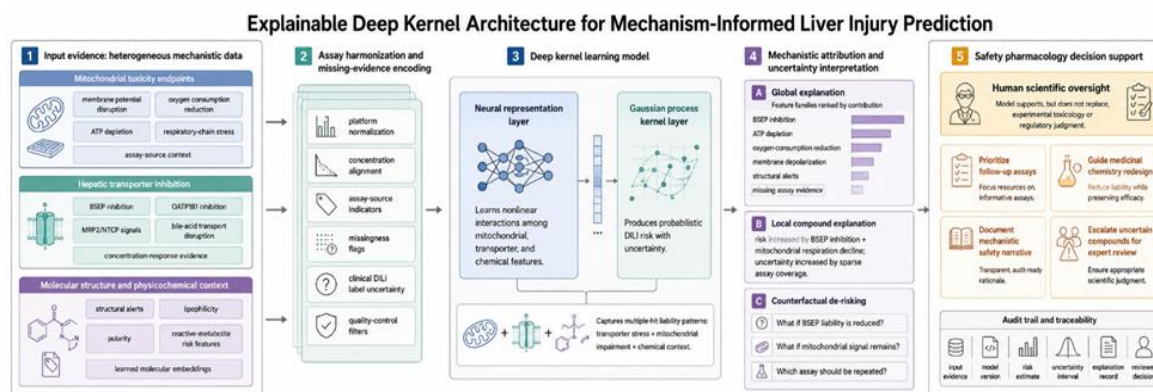 Explainable Deep Kernel Architecture for Mechanism-Informed Liver Injury Prediction
1 Input evidence: heterogeneous mechanistic data
Mitochondrial toxicity endpoints
membrane potential
disruption
oxygen consumption
reduction
ATP depletion
respiratory-chain stress
assay-source context
Hepatic transporter inhibition
BSEP inhibition
OATP1B1 inhibition
MRP2/NTCP signals
bile-acid transport
disruption
concentration-response evidence
Molecular structure and physicochemical context
structural alerts
lipophilicity
polarity
reactive-metabolite
risk features
learned molecular embeddings
2 Assay harmonization and
missing-evidence encoding
platform
normalization
concentration
alignment
assay-source
indicators
missingness
flags
clinical DILI
label uncertainty
quality-control
filters
3 Deep kernel learning model
Neural representation
layer
Learns nonlinear
interactions among
mitochondrial,
transporter, and
chemical features.
Gaussian process
kernel layer
Produces probabilistic
DILI risk with
uncertainty.
Captures multiple-hit liability patterns:
transporter stress + mitochondrial
impairment + chemical context.
4 Mechanistic attribution and
uncertainty interpretation
A Global explanation
Feature families ranked by contribution
BSEP inhibition
ATP depletion
oxygen-consumption reduction
membrane depolarization
structural alerts
missing assay evidence
B Local compound explanation
risk increased by BSEP inhibition +
mitochondrial respiration decline;
uncertainty increased by sparse
assay coverage.
C Counterfactual de-risking
What if BSEP liability is reduced?
What if mitochondrial signal remains?
Which assay should be repeated?
5 Safety pharmacology decision support
Human scientific oversight
Model supports, but does not replace,
experimental toxicology or
regulatory judgment.
Prioritize
follow-up assays
Focus resources on
informative assays.
Guide medicinal
chemistry redesign
Reduce liability while
preserving efficacy.
Document
mechanistic
safety narrative
Transparent, audit-ready
rationale.
Escalate uncertain
compounds for
expert review
Ensure appropriate
scientific judgment.
Audit trail and traceability
input
evidence
model
version
risk
estimate
uncertainty
interval
explanation
record
reviewer
decision